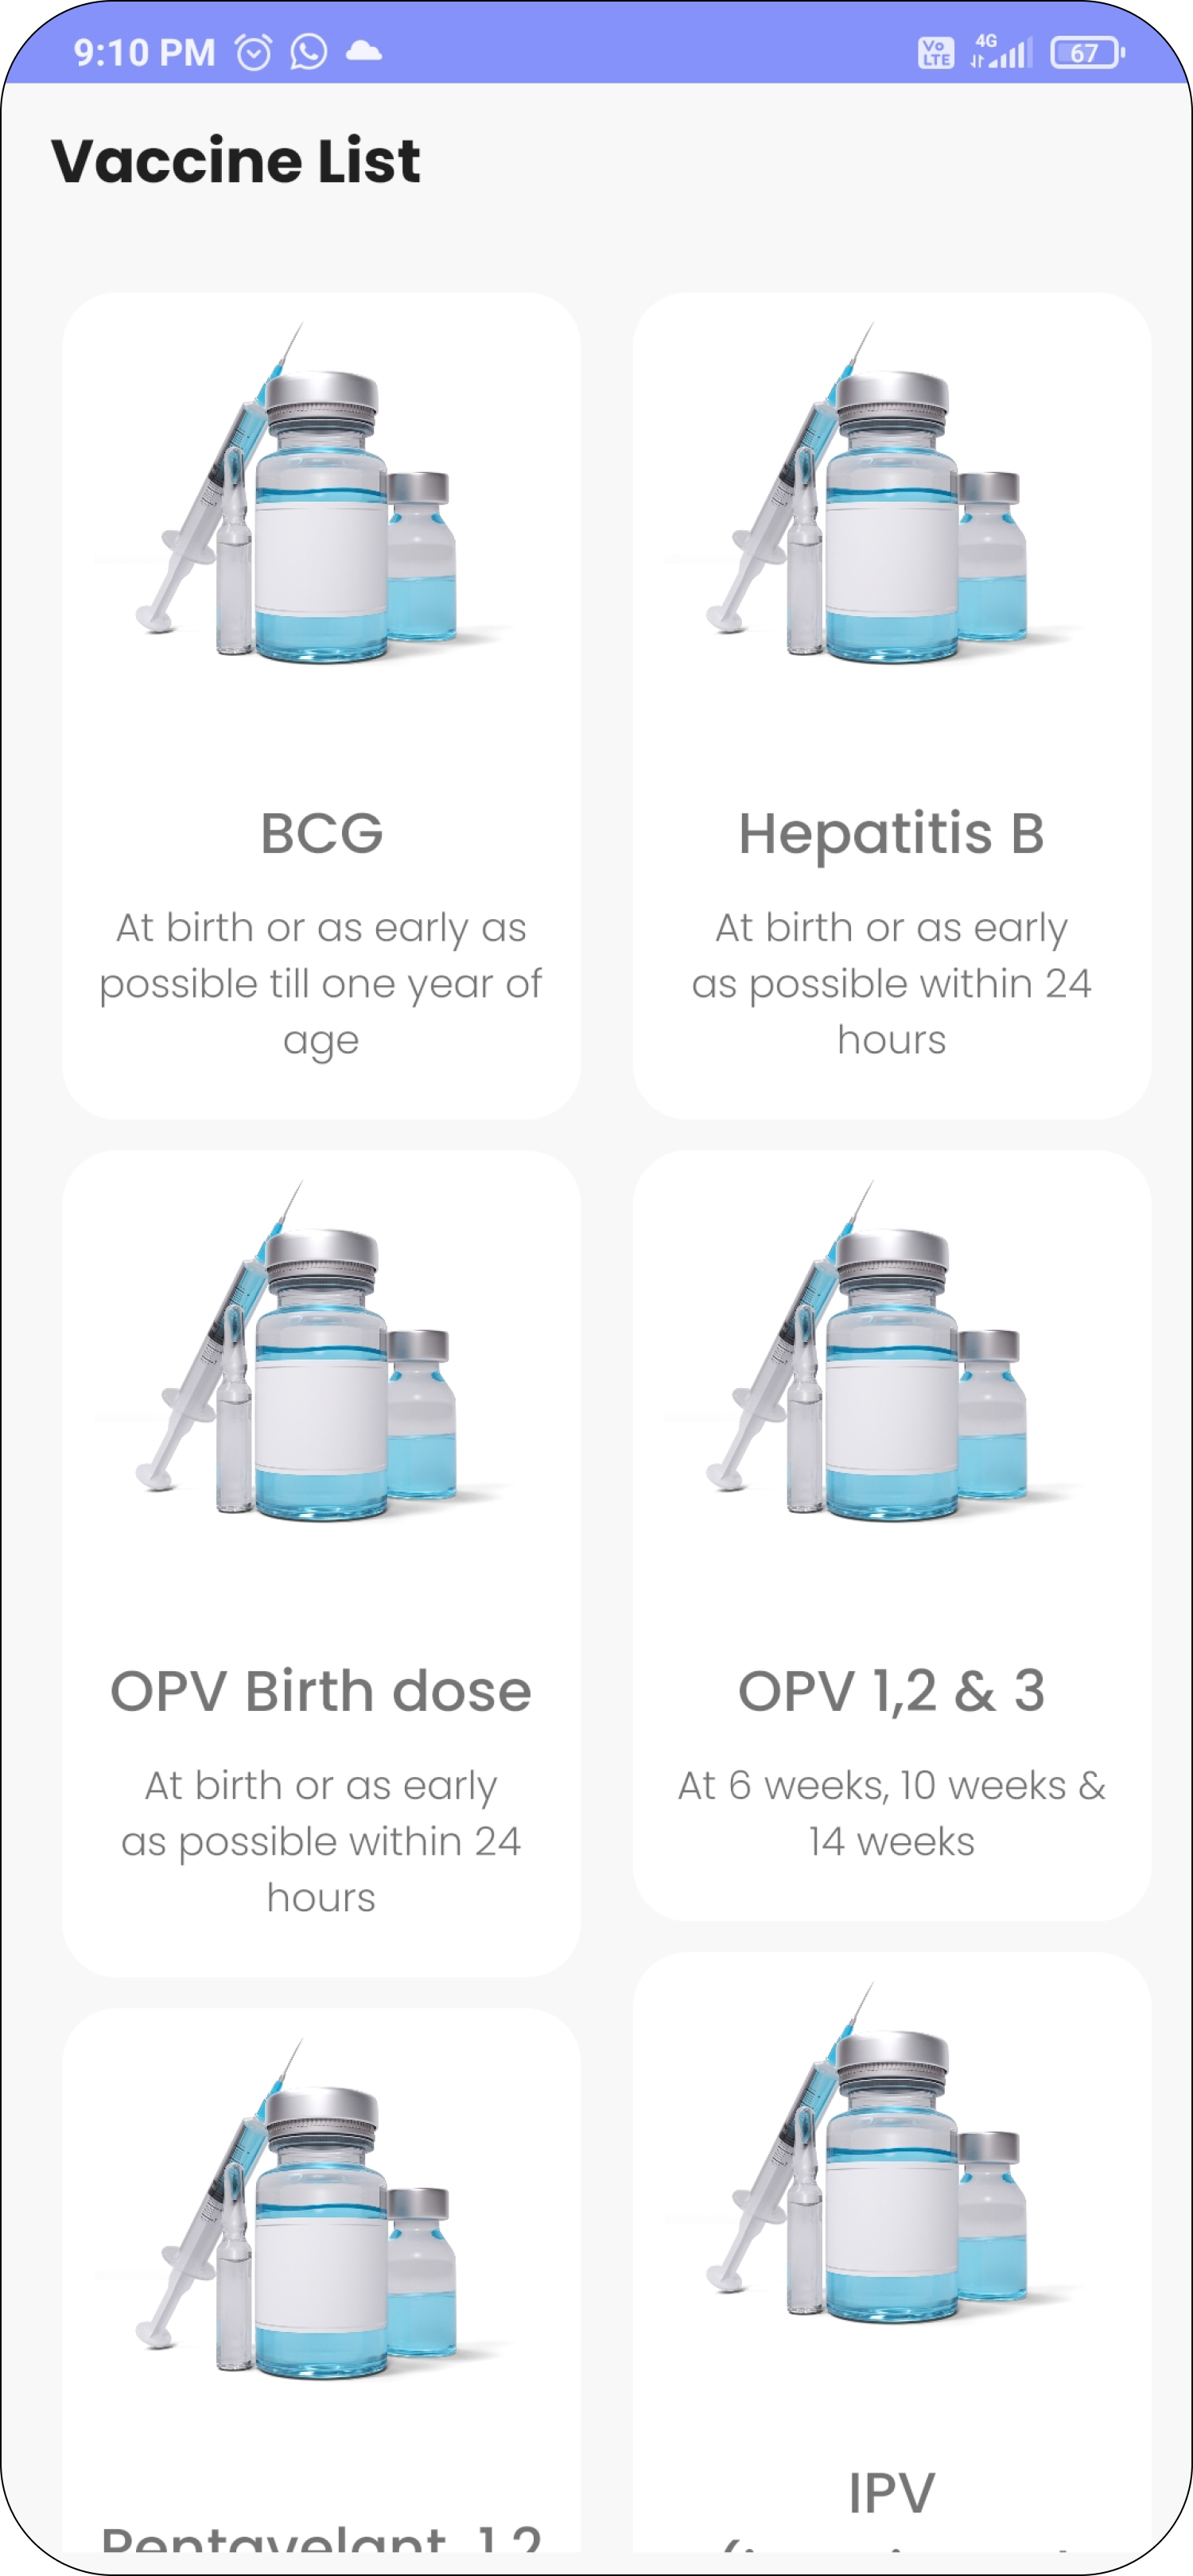 9:10 PM
Vo
LTE
4G
67
Vaccine List
BCG
At birth or as early as
possible till one year of
age
Hepatitis B
At birth or as early
as possible within 24
hours
OPV Birth dose
At birth or as early
as possible within 24
hours
OPV 1,2 & 3
At 6 weeks, 10 weeks &
14 weeks
Pentavelant 1,2
IPV